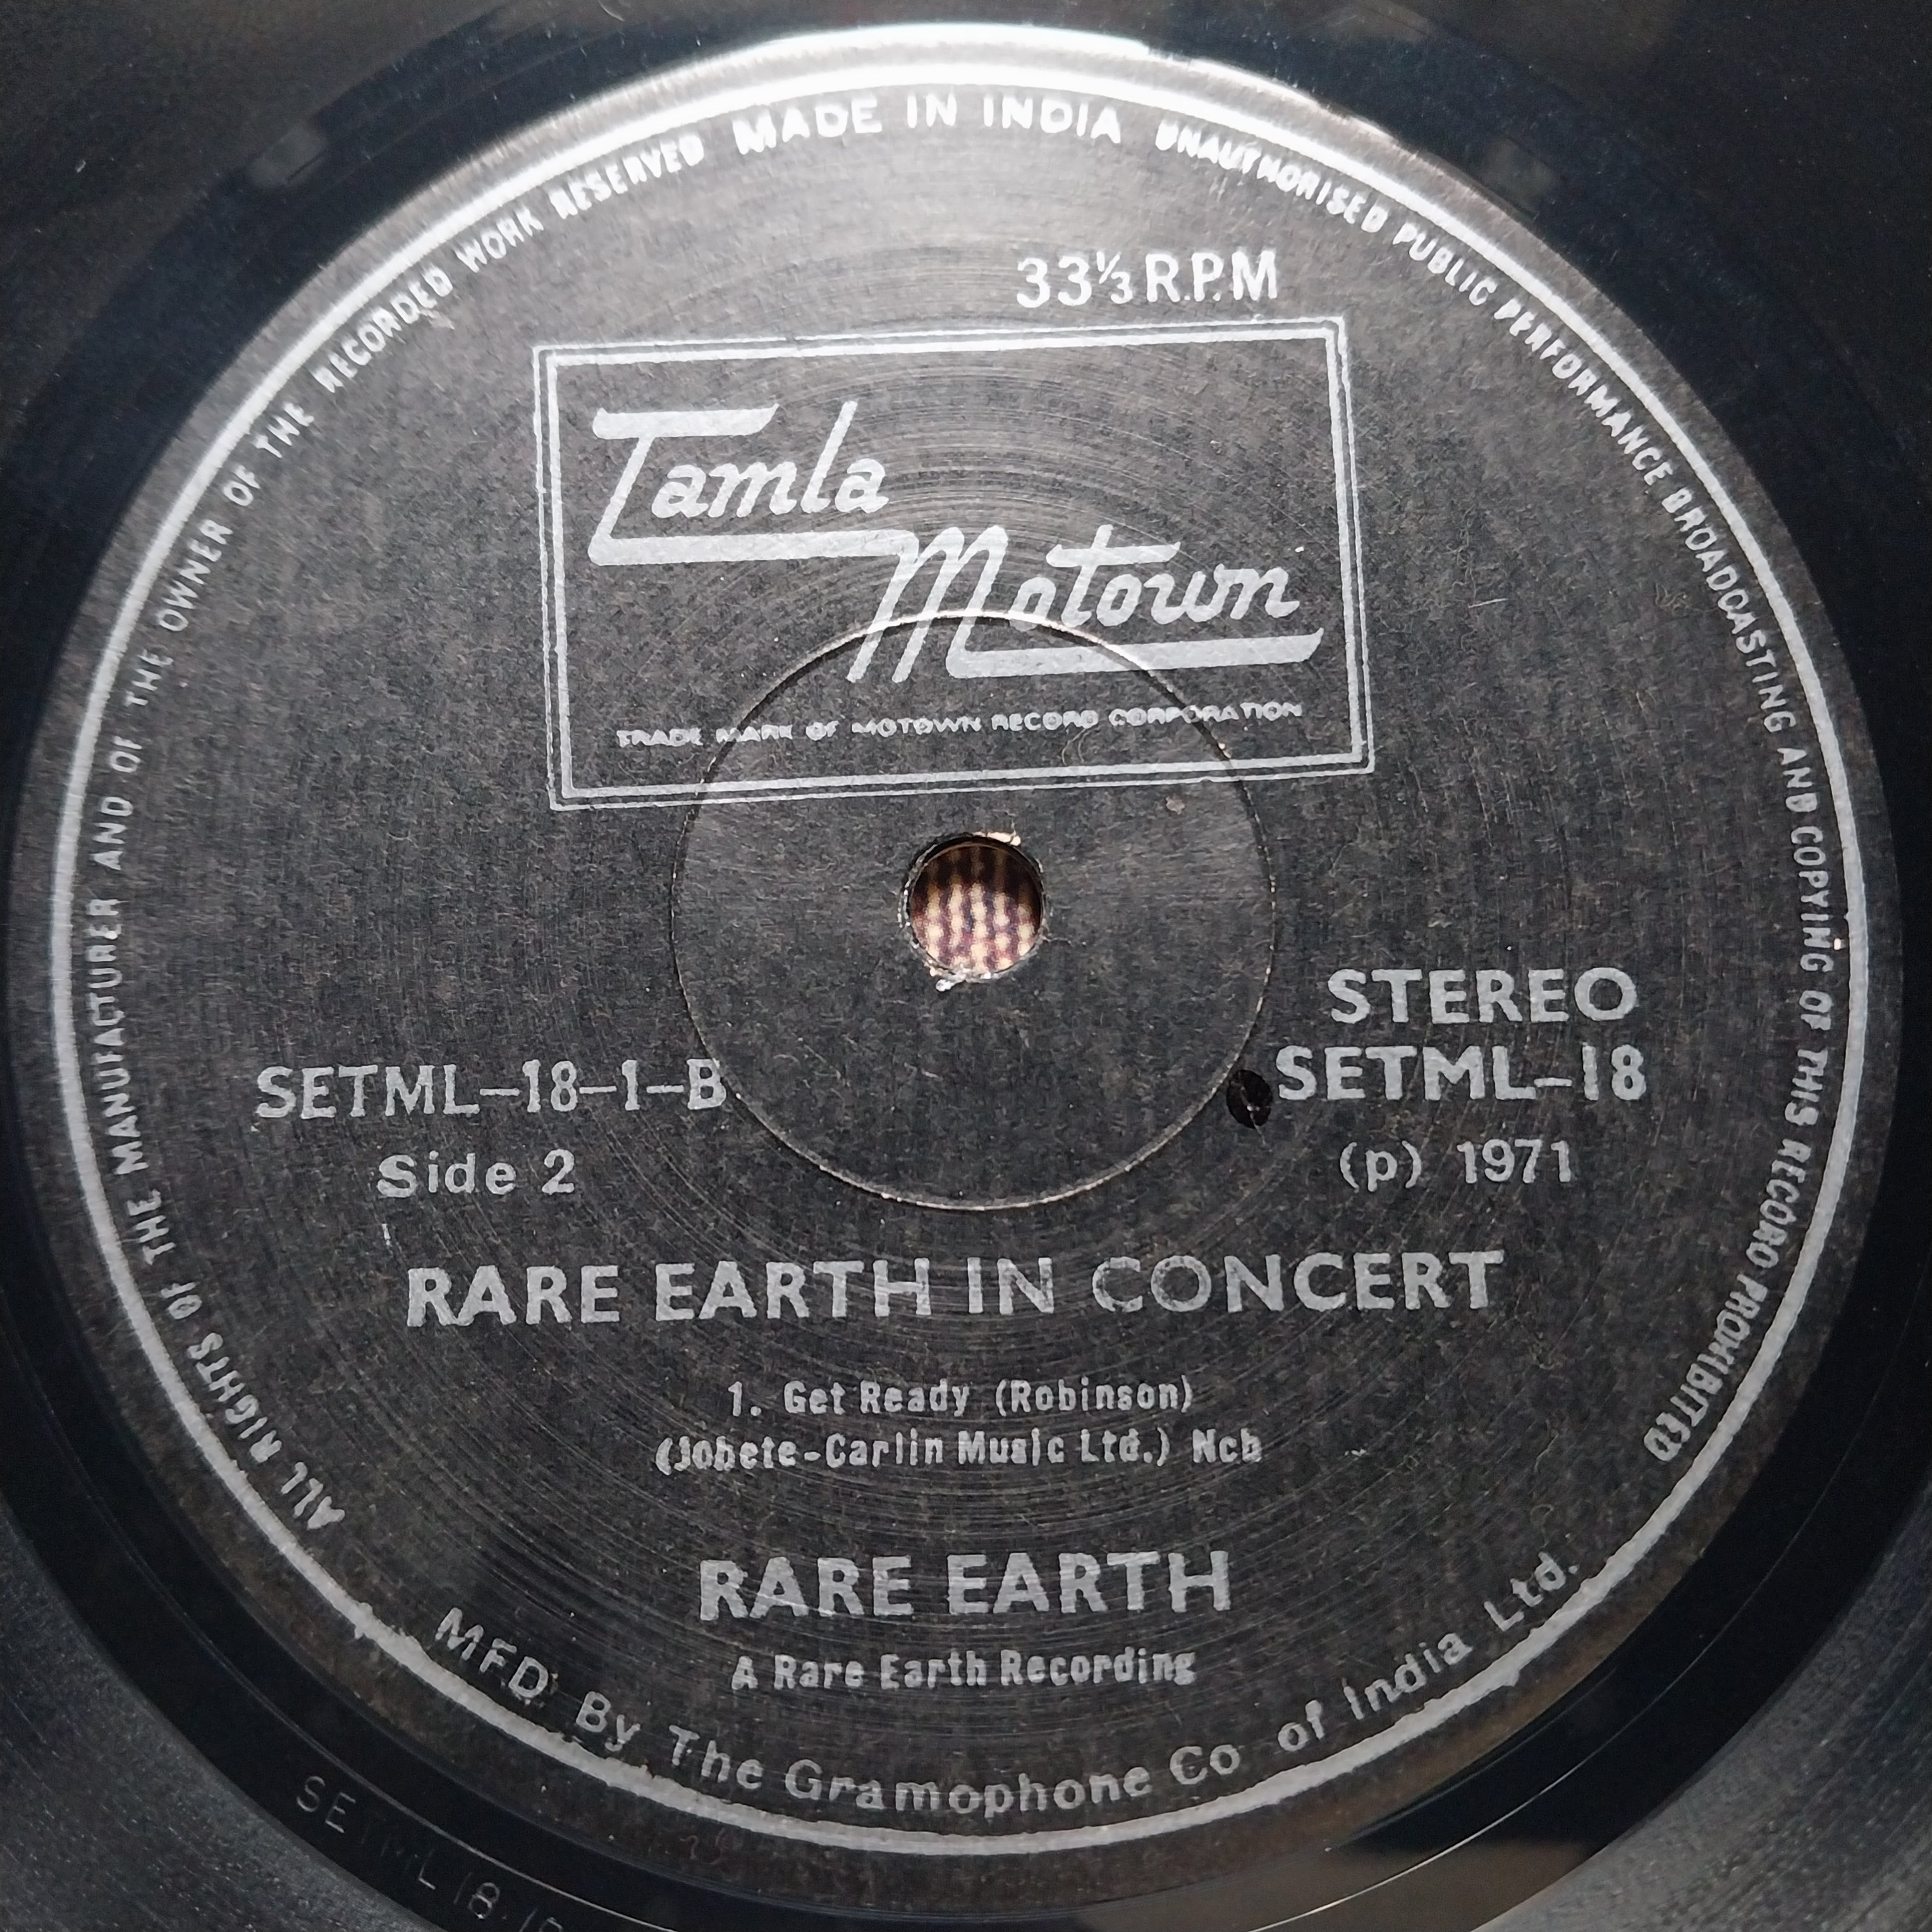 ALL RIGHTS OF THE MANUFACTURER AND OF THE OWNER OF THE RECORDED WORK RESERVED MADE IN INDIA UNAUTHORISED PUBLIC PERFORMANCE BROADCASTING AND COPYING OF THIS RECORD PROHIBITED
33⅓ R.P.M
Tamla
Motown
TRADE MARK OF MOTOWN RECORD CORPORATION
STEREO
SETML-18-1-B
SETML-18
Side 2
(p) 1971
RARE EARTH IN CONCERT
1. Get Ready (Robinson)
(Jobete-Carlin Music Ltd.) Ncb
RARE EARTH
A Rare Earth Recording
MFD By The Gramophone Co of India Ltd.